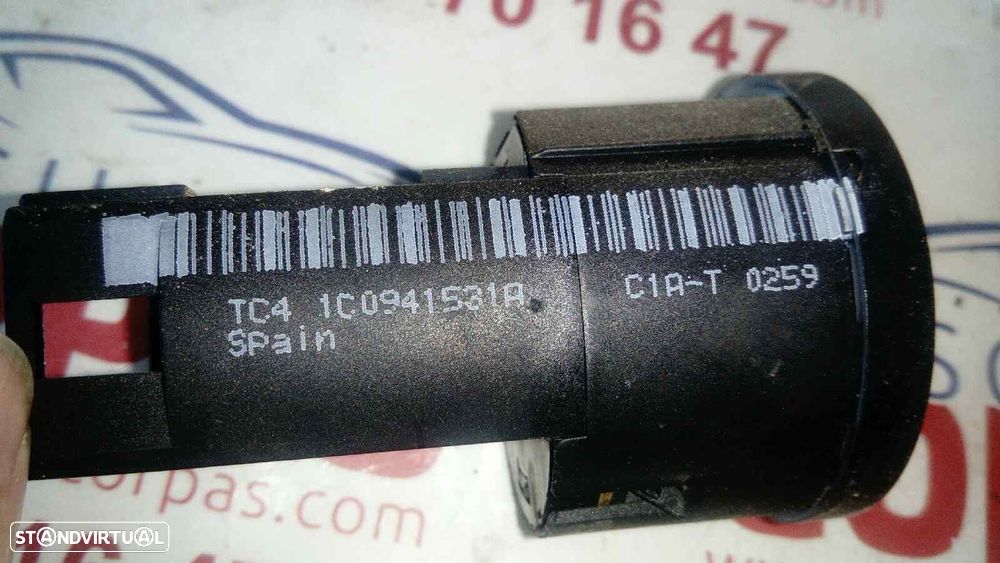 70 16 47
TC4 1C0941531A
C1A-T 0259
Spain
corpas.com
STANDVIRTUAL